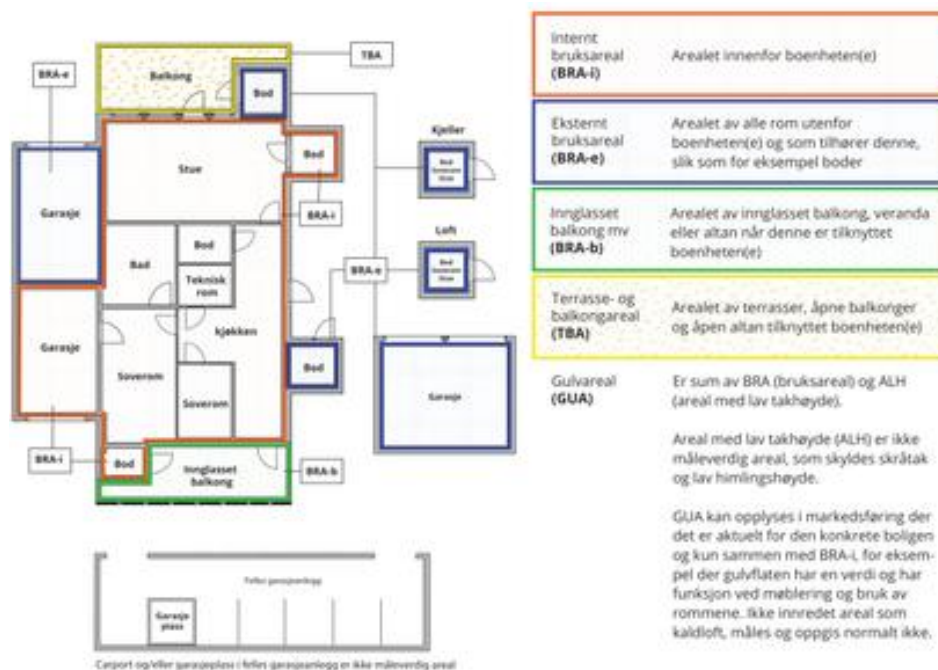 TBA
BRA-e
Balkong
Bod
Kjeller
Bod
Stue
Bod
BRA-i
Garasje
Loft
Bod
Bod
Bad
Teknisk
rom
BRA-e
kjøkken
Garasje
Soverom
Soverom
Bod
Garasje
BRA-i
Bod
Innglasset
balkong
BRA-b
Felles garasjeanlegg
Garasje
plass
Carport og/eller garasjeplass i felles garasjeanlegg er ikke måleverdig areal
Internt
bruksareal
(BRA-i)
Arealet innenfor boenheten(e)
Eksternt
bruksareal
(BRA-e)
Arealet av alle rom utenfor
boenheten(e) og som tilhører denne,
slik som for eksempel boder
Innglasset
balkong mv
(BRA-b)
Arealet av innglasset balkong, veranda
eller altan når denne er tilknyttet
boenheten(e)
Terrasse- og
balkongareal
(TBA)
Arealet av terrasser, åpne balkonger
og åpen altan tilknyttet boenheten(e)
Gulvareal
(GUA)
Er sum av BRA (bruksareal) og ALH
(areal med lav takhøyde).
Areal med lav takhøyde (ALH) er ikke
måleverdig areal, som skyldes skråtak
og lav himlingshøyde.
GUA kan opplyses i markedsføring der
det er aktuelt for den konkrete boligen
og kun sammen med BRA-i, for eksem-
pel der gulvflaten har en verdi og har
funksjon ved møblering og bruk av
rommene. Ikke innredet areal som
kaldloft, måles og oppgis normalt ikke.